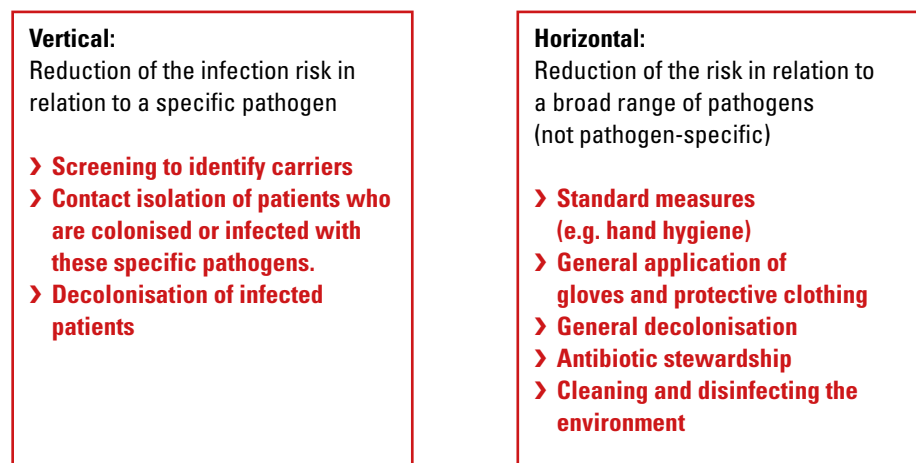 Vertical:
Reduction of the infection risk in
relation to a specific pathogen
❯ Screening to identify carriers
❯ Contact isolation of patients who
are colonised or infected with
these specific pathogens.
❯ Decolonisation of infected
patients
Horizontal:
Reduction of the risk in relation to
a broad range of pathogens
(not pathogen-specific)
❯ Standard measures
(e.g. hand hygiene)
❯ General application of
gloves and protective clothing
❯ General decolonisation
❯ Antibiotic stewardship
❯ Cleaning and disinfecting the
environment